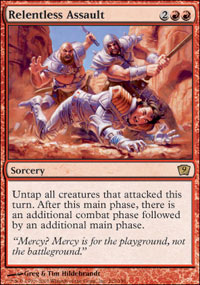 Relentless Assault 2
Sorcery
Untap all creatures that attacked this
turn. After this main phase, there is
an additional combat phase followed
by an additional main phase.
“Mercy? Mercy is for the playground, not
the battleground.”
Greg & Tim Hildebrandt